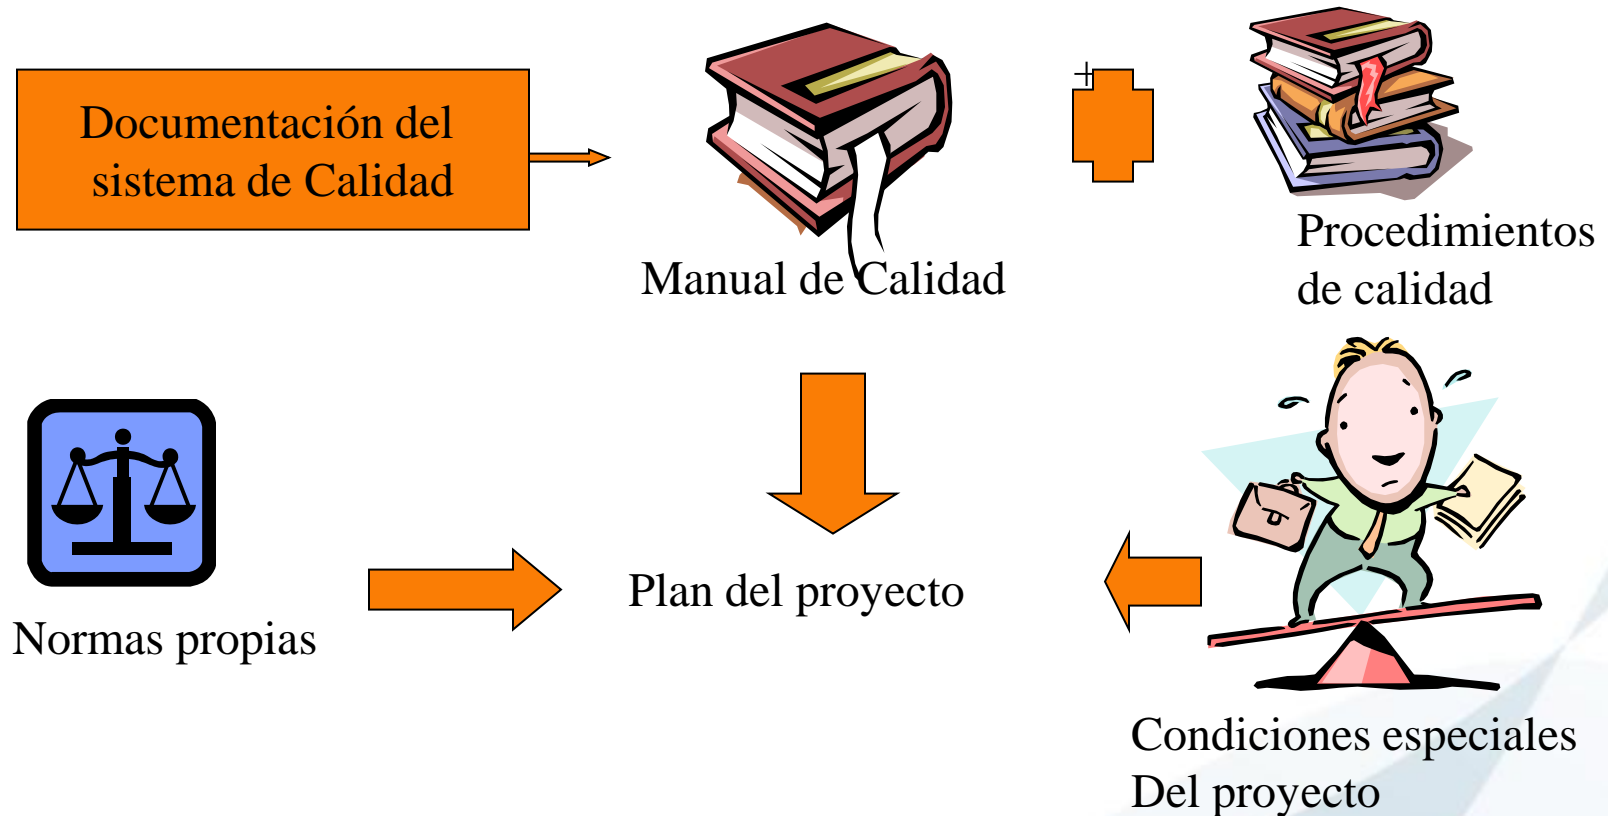 Documentación del
sistema de Calidad
Manual de Calidad
Procedimientos
de calidad
Normas propias
Plan del proyecto
Condiciones especiales
Del proyecto